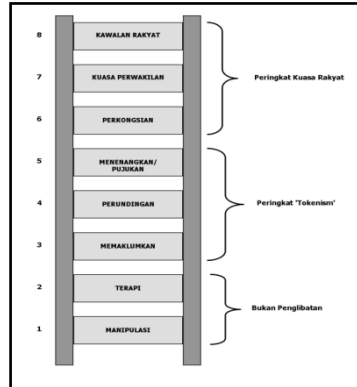 8 KAWALAN RAKYAT
7 KUASA PERWAKILAN
Peringkat Kuasa Rakyat
6 PERKONGSIAN
5 MENENANGKAN/
PUJUKAN
4 PERUNDINGAN
Peringkat 'Tokenism'
3 MEMAKLUMKAN
2 TERAPI
Bukan Penglibatan
1 MANIPULASI